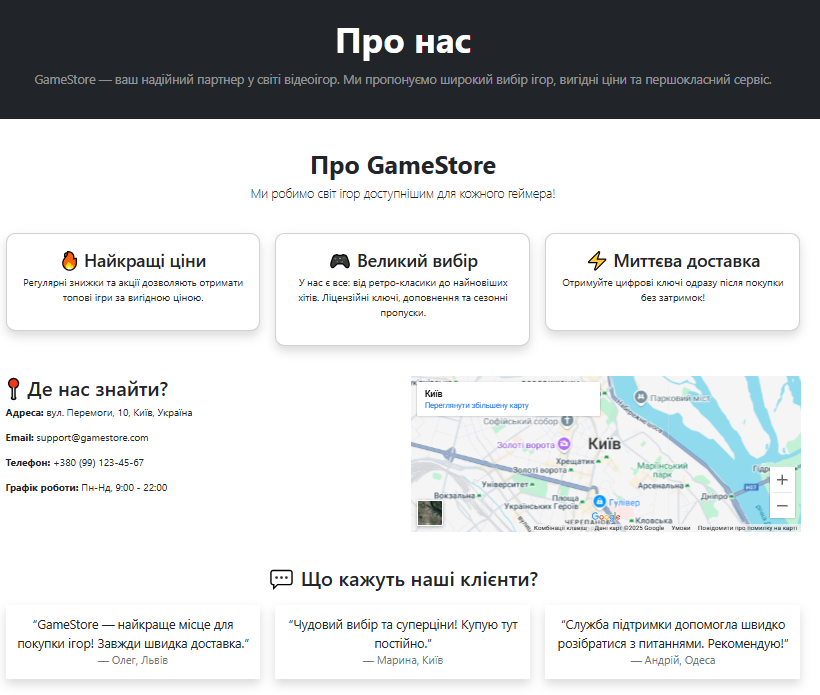 Про нас
GameStore — ваш надійний партнер у світі відеоігор. Ми пропонуємо широкий вибір ігор, вигідні ціни та першокласний сервіс.
Про GameStore
Ми робимо світ ігор доступнішим для кожного геймера!
🔥 Найкращі ціни
Регулярні знижки та акції дозволяють отримати
топові ігри за вигідною ціною.
🎮 Великий вибір
У нас є все: від ретро-класики до найновіших
хітів. Ліцензійні ключі, доповнення та сезонні
пропуски.
⚡ Миттєва доставка
Отримуйте цифрові ключі одразу після покупки
без затримок!
📍 Де нас знайти?
Адреса: вул. Перемоги, 10, Київ, Україна
Email: support@gamestore.com
Телефон: +380 (99) 123-45-67
Графік роботи: Пн-Нд, 9:00 - 22:00
Київ
Переглянути збільшену карту
Парковий міст
Набережне шосе
Софійський собор
Золоті ворота
Київ
Хрещатик
Золоті ворота
Маріїнський
парк
Гідро
Університет
Арсенальна
М07
Вокзальна
Площа
Українських Героїв
Гулівер
Дніпро
Google
ЧЕРЕПАНОВА
Кловська
Комбінації клавіш
Дані карт ©2025 Google
Умови
Повідомити про помилку на карті
💬 Що кажуть наші клієнти?
“GameStore — найкраще місце для
покупки ігор! Завжди швидка доставка.”
— Олег, Львів
“Чудовий вибір та суперціни! Купую тут
постійно.”
— Марина, Київ
“Служба підтримки допомогла швидко
розібратися з питаннями. Рекомендую!”
— Андрій, Одеса